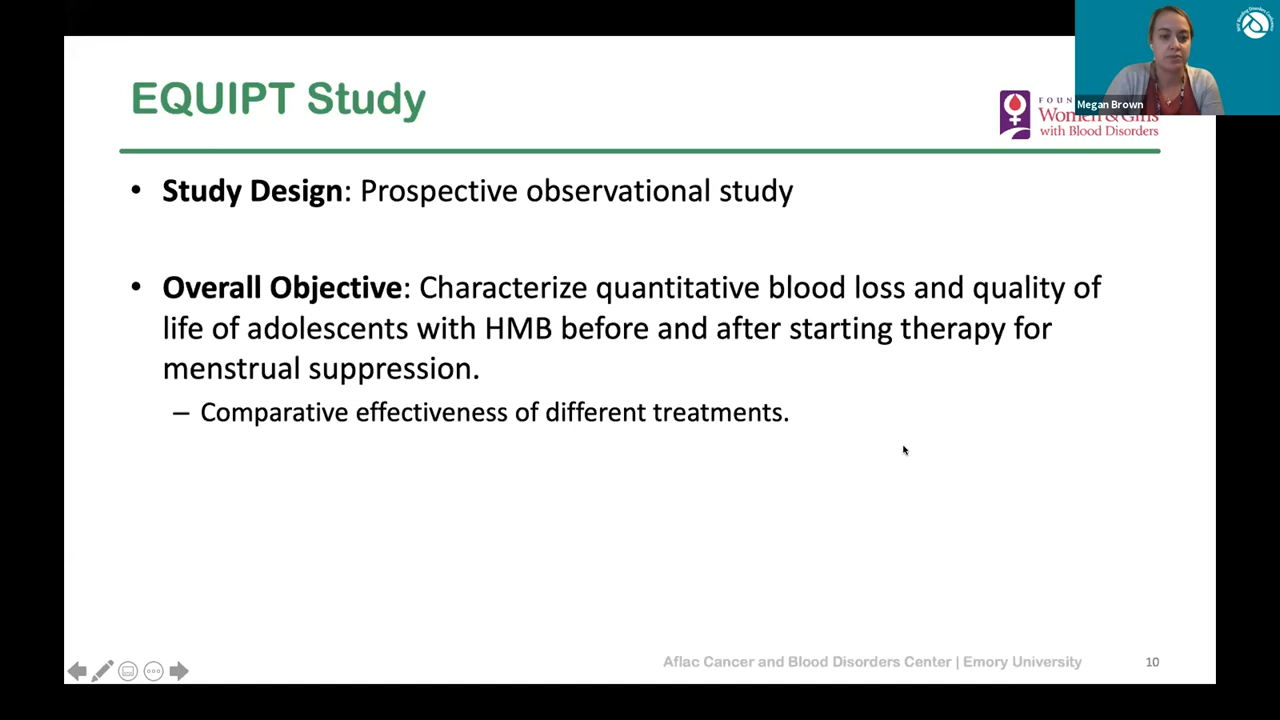 EQUIPT Study
Megan Brown
FOUN
Women & Girls
with Blood Disorders
• Study Design: Prospective observational study
• Overall Objective: Characterize quantitative blood loss and quality of
life of adolescents with HMB before and after starting therapy for
menstrual suppression.
– Comparative effectiveness of different treatments.
Aflac Cancer and Blood Disorders Center | Emory University
10